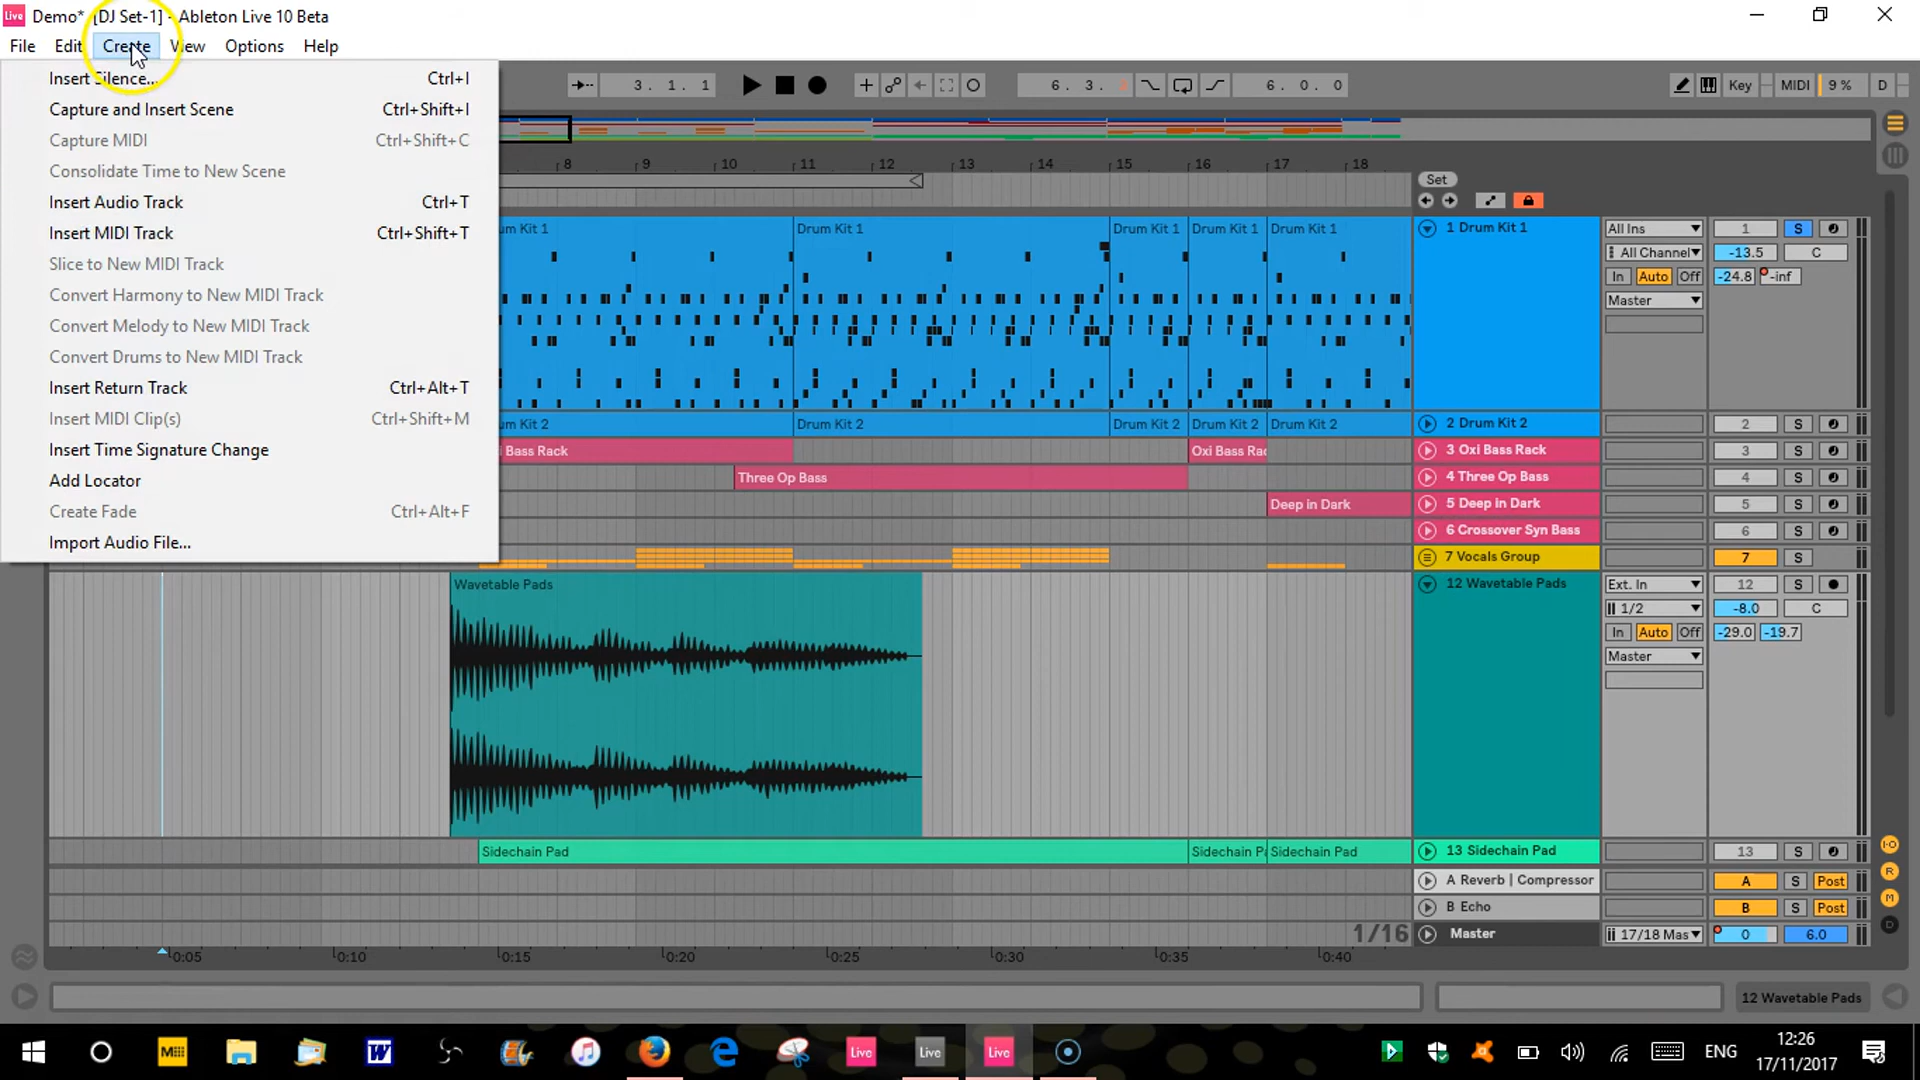 Live Demo* [DJ Set-1] - Ableton Live 10 Beta
File Edit Create View Options Help
Insert Silence... Ctrl+I
Capture and Insert Scene Ctrl+Shift+I
Capture MIDI Ctrl+Shift+C
Consolidate Time to New Scene
Insert Audio Track Ctrl+T
Insert MIDI Track Ctrl+Shift+T
Slice to New MIDI Track
Convert Harmony to New MIDI Track
Convert Melody to New MIDI Track
Convert Drums to New MIDI Track
Insert Return Track Ctrl+Alt+T
Insert MIDI Clip(s) Ctrl+Shift+M
Insert Time Signature Change
Add Locator
Create Fade Ctrl+Alt+F
Import Audio File...
3. 1. 1 6. 3. 6. 0. 0 Key MIDI 9 % D
8 9 10 11 12 13 14 15 16 17 18
Set
um Kit 1 Drum Kit 1 Drum Kit 1 Drum Kit 1 Drum Kit 1 1 Drum Kit 1 All Ins 1 S
All Channel -13.5 C
In Auto Off -24.8 -inf
Master
um Kit 2 Drum Kit 2 Drum Kit 2 Drum Kit 2 Drum Kit 2 2 Drum Kit 2 2 S
Bass Rack Oxi Bass Rac 3 Oxi Bass Rack 3 S
Three Op Bass 4 Three Op Bass 4 S
Deep in Dark 5 Deep in Dark 5 S
6 Crossover Syn Bass 6 S
7 Vocals Group 7 S
Wavetable Pads 12 Wavetable Pads Ext. In 12 S
1/2 -8.0 C
In Auto Off -29.0 -19.7
Master
Sidechain Pad Sidechain P Sidechain Pad 13 Sidechain Pad 13 S
A Reverb | Compressor A S Post
B Echo B S Post
1/16 Master 17/18 Mas 0 6.0
I-O
R
M
D
0:05 0:10 0:15 0:20 0:25 0:30 0:35 0:40
12 Wavetable Pads
W Live Live Live ENG 12:26
17/11/2017